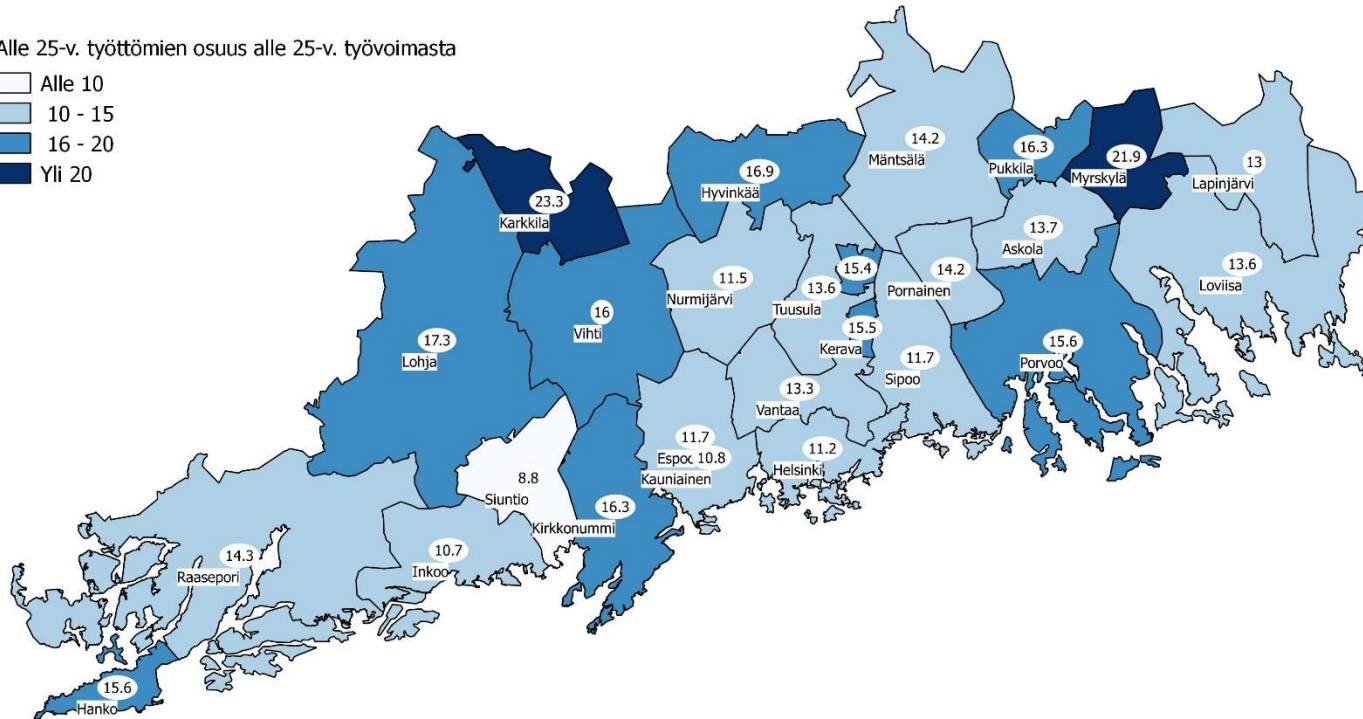 Alle 25-v. työttömien osuus alle 25-v. työvoimasta
Alle 10
10 - 15
16 - 20
Yli 20
14.2
Mäntsälä
16.3
Pukkila
21.9
Myrskylä
13
Lapinjärvi
16.9
Hyvinkää
23.3
Karkkila
13.7
Askola
13.6
Loviisa
11.5
Nurmijärvi
15.4
13.6
Tuusula
14.2
Pornainen
16
Vihti
15.5
Kerava
17.3
Lohja
11.7
Sipoo
15.6
Porvoo
13.3
Vantaa
11.7
Espoo
10.8
Kauniainen
11.2
Helsinki
8.8
Siuntio
16.3
Kirkkonummi
10.7
Inkoo
14.3
Raasepori
15.6
Hanko